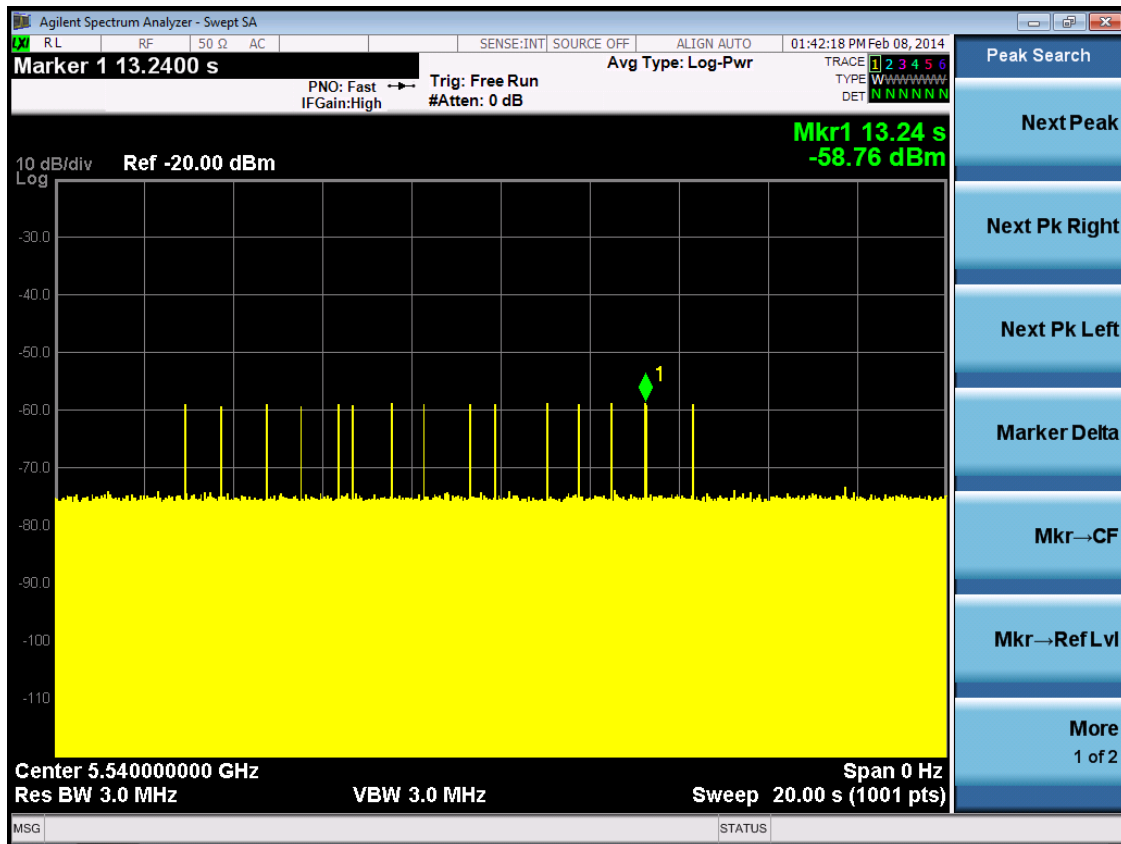 Agilent Spectrum Analyzer - Swept SA
LXI RL RF 50 Ω AC SENSE:INT SOURCE OFF ALIGN AUTO 01:42:18 PM Feb 08, 2014
Marker 1 13.2400 s
PNO: Fast
IFGain:High
Trig: Free Run
#Atten: 0 dB
Avg Type: Log-Pwr
TRACE 1 2 3 4 5 6
TYPE WWWWWW
DET N N N N N N
Mkr1 13.24 s
-58.76 dBm
10 dB/div Ref -20.00 dBm
Log
-30.0
-40.0
-50.0
1
-60.0
-70.0
-80.0
-90.0
-100
-110
Center 5.540000000 GHz Span 0 Hz
Res BW 3.0 MHz VBW 3.0 MHz Sweep 20.00 s (1001 pts)
MSG STATUS
Peak Search
Next Peak
Next Pk Right
Next Pk Left
Marker Delta
Mkr→CF
Mkr→Ref Lvl
More
1 of 2